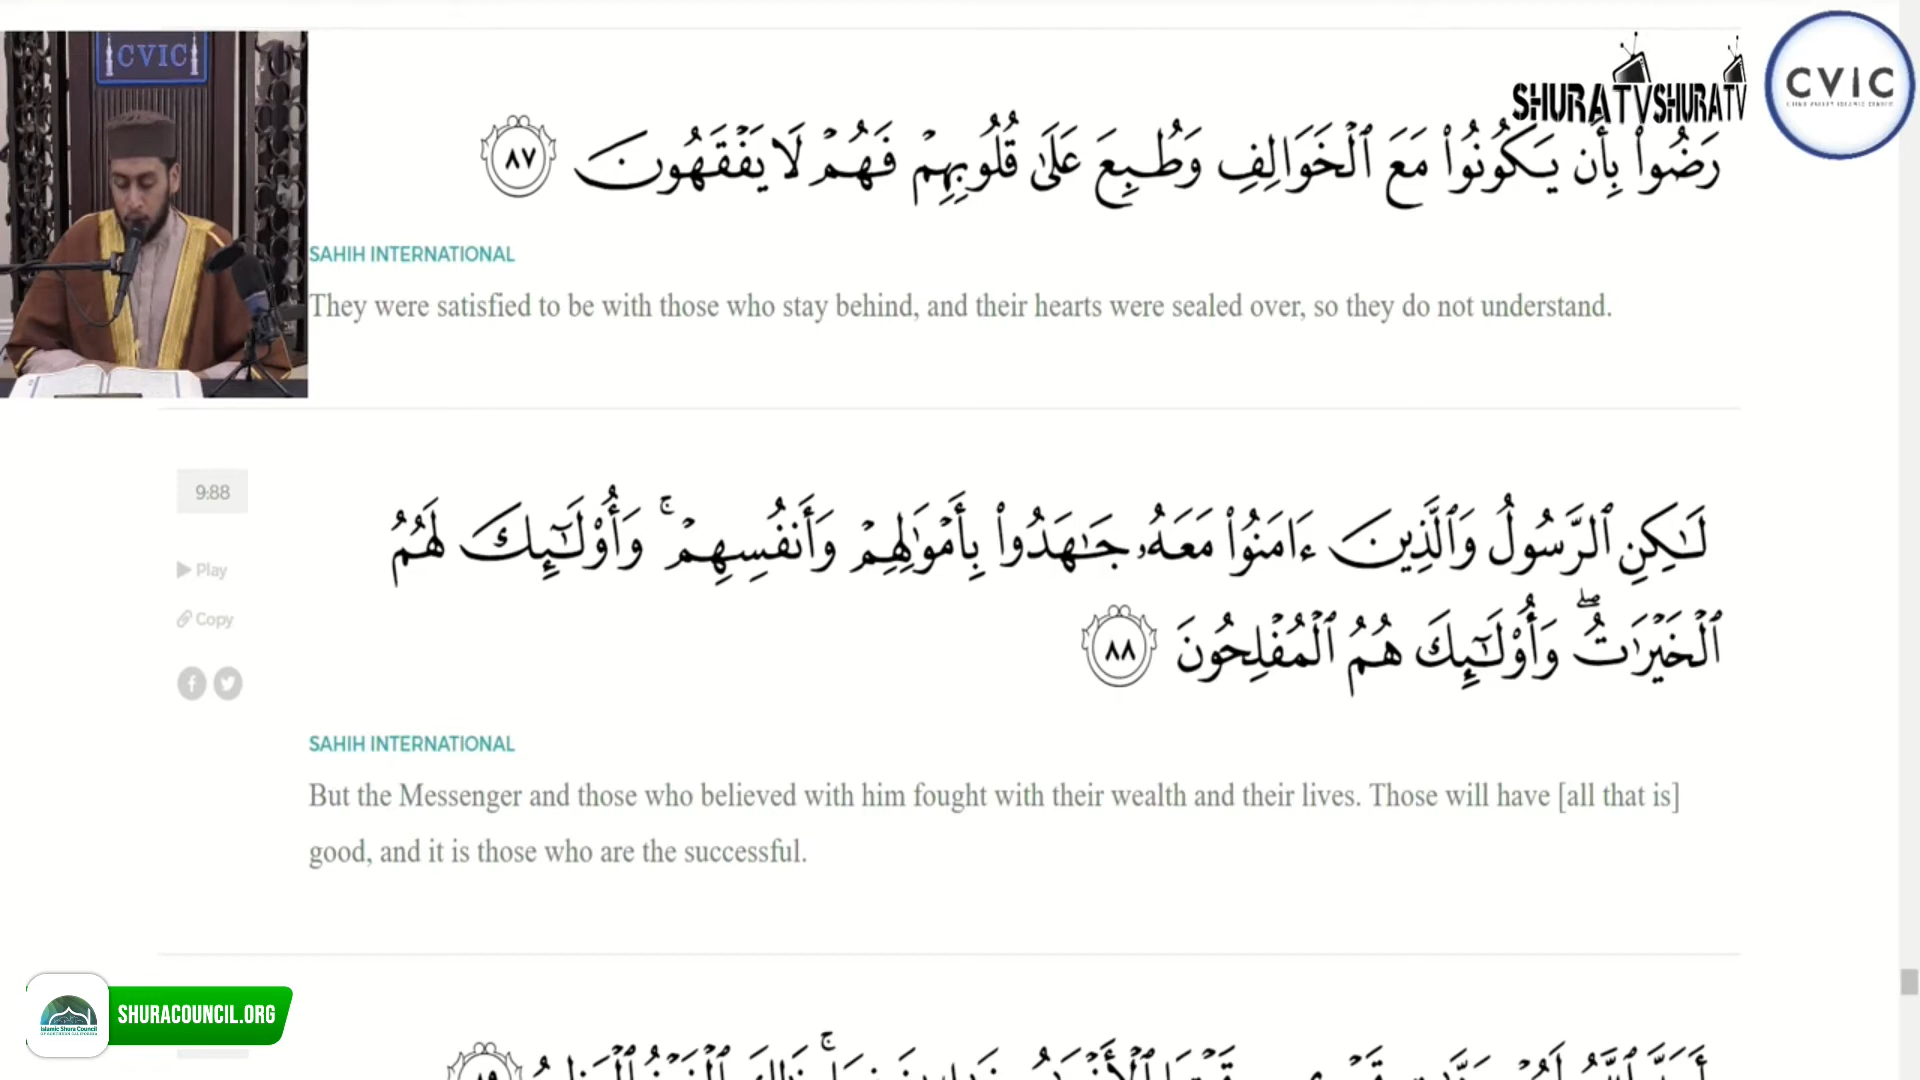 CVIC
SHURATV SHURATV
CVIC
رَضُوا۟ بِأَن يَكُونُوا۟ مَعَ ٱلْخَوَالِفِ وَطُبِعَ عَلَىٰ قُلُوبِهِمْ فَهُمْ لَا يَفْقَهُونَ ٨٧
SAHIH INTERNATIONAL
They were satisfied to be with those who stay behind, and their hearts were sealed over, so they do not understand.
9:88
Play
Copy
لَـٰكِنِ ٱلرَّسُولُ وَٱلَّذِينَ ءَامَنُوا۟ مَعَهُۥ جَـٰهَدُوا۟ بِأَمْوَٰلِهِمْ وَأَنفُسِهِمْ ۚ وَأُو۟لَـٰٓئِكَ لَهُمُ
ٱلْخَيْرَٰتُ ۖ وَأُو۟لَـٰٓئِكَ هُمُ ٱلْمُفْلِحُونَ ٨٨
SAHIH INTERNATIONAL
But the Messenger and those who believed with him fought with their wealth and their lives. Those will have [all that is]
good, and it is those who are the successful.
Islamic Shura Council
SHURACOUNCIL.ORG